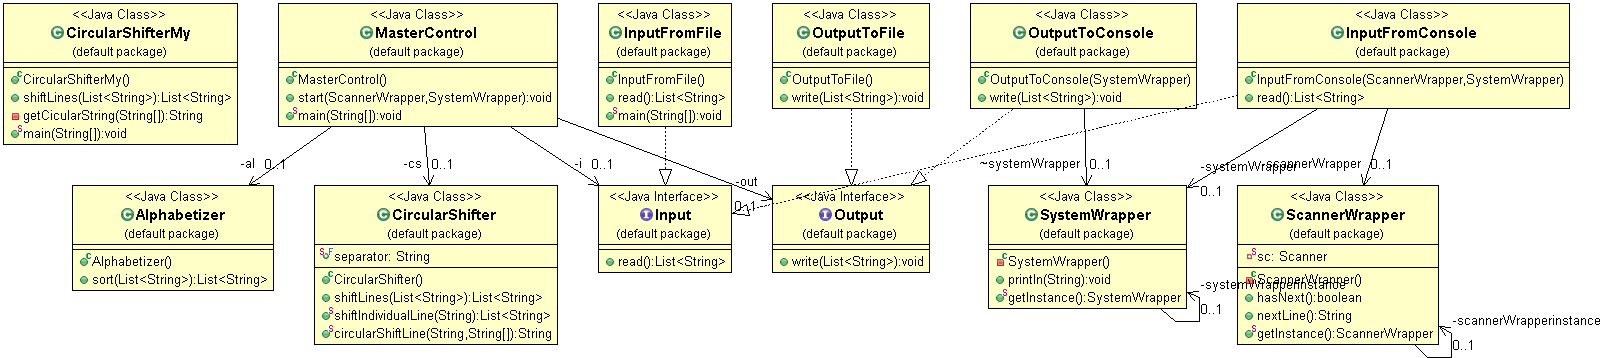 <<Java Class>>
CircularShifterMy
(default package)
CircularShifterMy()
shiftLines(List<String>):List<String>
getCicularString(String[]):String
main(String[]):void
<<Java Class>>
MasterControl
(default package)
MasterControl()
start(ScannerWrapper,SystemWrapper):void
main(String[]):void
<<Java Class>>
InputFromFile
(default package)
InputFromFile()
read():List<String>
main(String[]):void
<<Java Class>>
OutputToFile
(default package)
OutputToFile()
write(List<String>):void
<<Java Class>>
OutputToConsole
(default package)
OutputToConsole(SystemWrapper)
write(List<String>):void
<<Java Class>>
InputFromConsole
(default package)
InputFromConsole(ScannerWrapper,SystemWrapper)
read():List<String>
-al 0..1
-cs 0..1
-i 0..1
-out
0..1
~systemWrapper 0..1
-systemWrapper
0..1
-scannerWrapper 0..1
<<Java Class>>
Alphabetizer
(default package)
Alphabetizer()
sort(List<String>):List<String>
<<Java Class>>
CircularShifter
(default package)
separator: String
CircularShifter()
shiftLines(List<String>):List<String>
shiftIndividualLine(String):List<String>
circularShiftLine(String,String[]):String
<<Java Interface>>
Input
(default package)
read():List<String>
<<Java Interface>>
Output
(default package)
write(List<String>):void
<<Java Class>>
SystemWrapper
(default package)
SystemWrapper()
println(String):void
getInstance():SystemWrapper
-systemWrapperinstance
0..1
<<Java Class>>
ScannerWrapper
(default package)
sc: Scanner
ScannerWrapper()
hasNext():boolean
nextLine():String
getInstance():ScannerWrapper
-scannerWrapperinstance
0..1